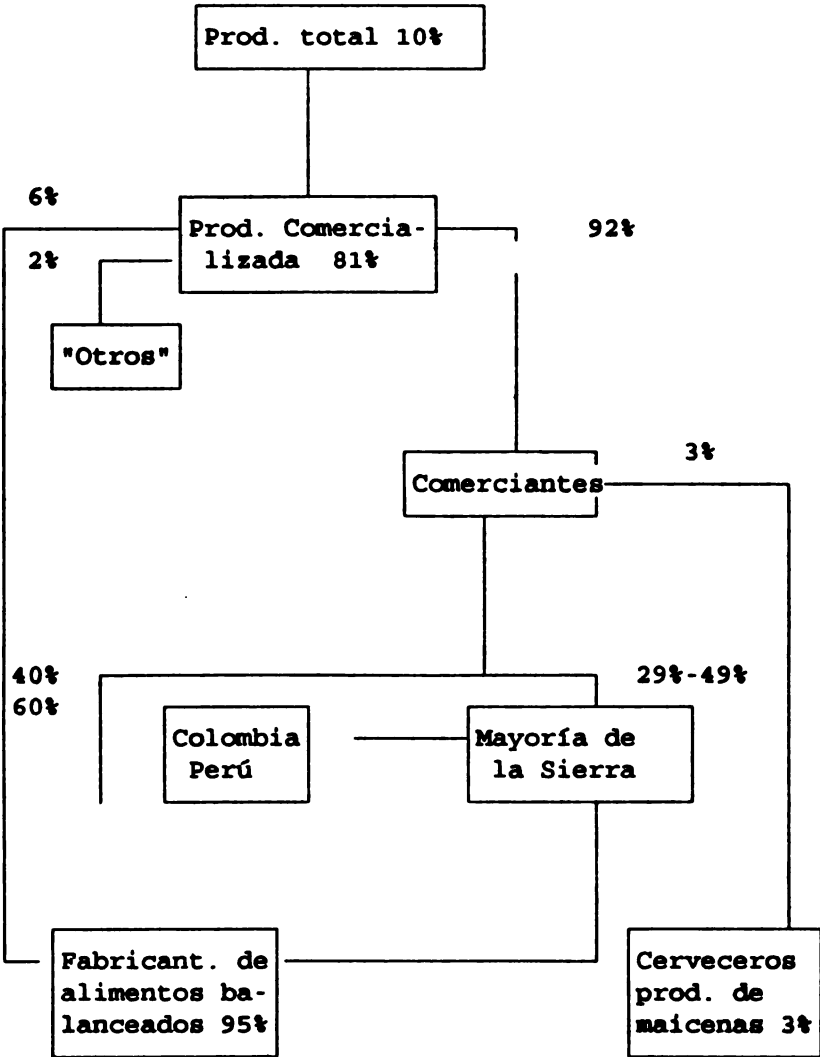 Prod. total 10%
6%
Prod. Comercia-
lizada 81%
92%
2%
"Otros"
3%
Comerciantes
40%
60%
29%-49%
Colombia
Perú
Mayoría de
la Sierra
Fabricant. de
alimentos ba-
lanceados 95%
Cerveceros
prod. de
maicenas 3%